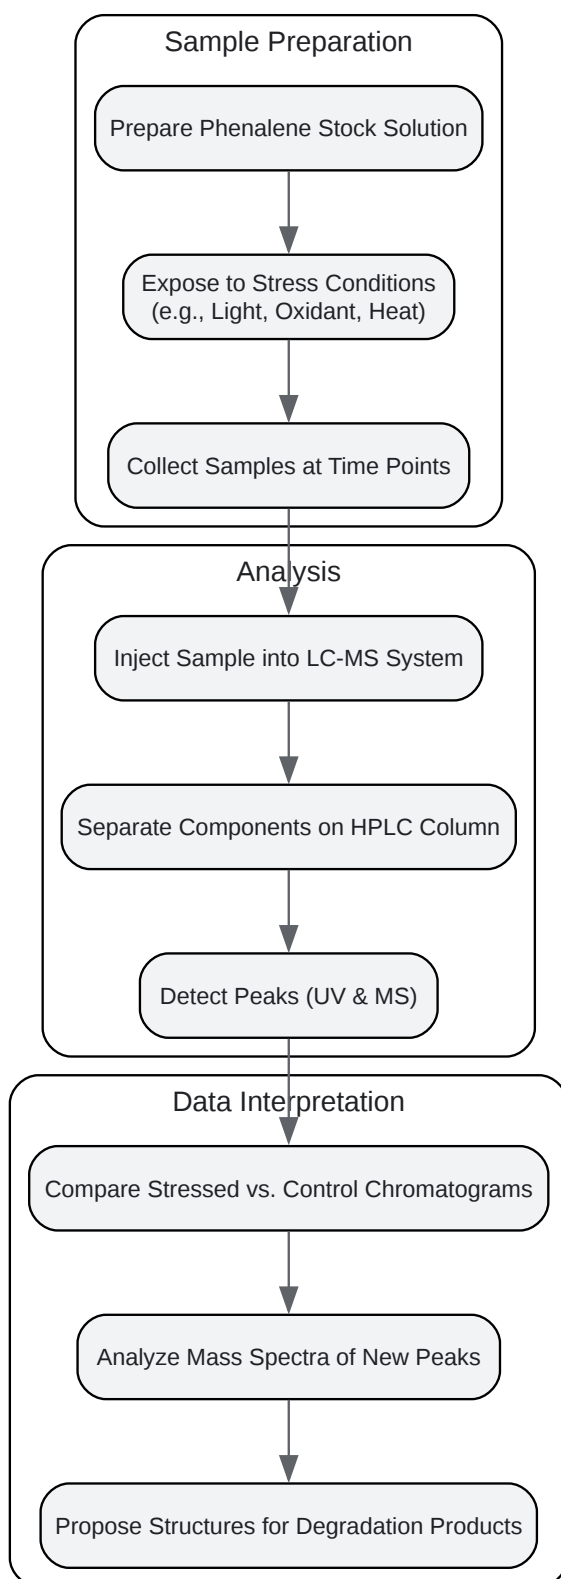 Sample Preparation
Prepare Phenalene Stock Solution
Expose to Stress Conditions
(e.g., Light, Oxidant, Heat)
Collect Samples at Time Points
Analysis
Inject Sample into LC-MS System
Separate Components on HPLC Column
Detect Peaks (UV & MS)
Data Interpretation
Compare Stressed vs. Control Chromatograms
Analyze Mass Spectra of New Peaks
Propose Structures for Degradation Products